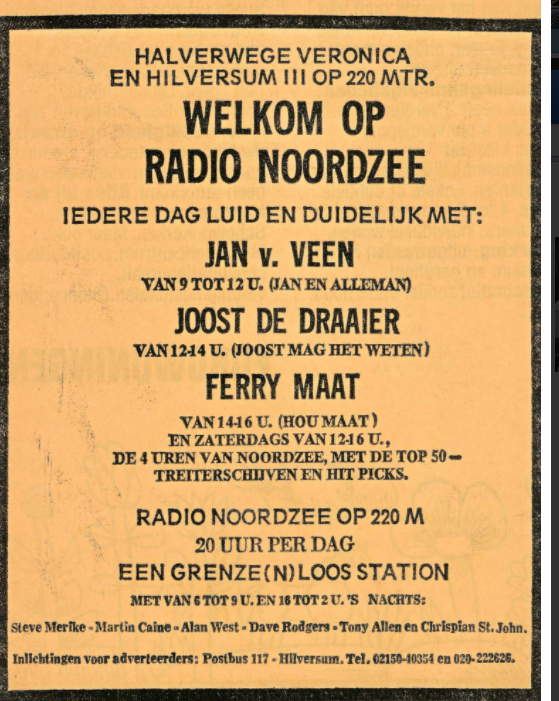 HALVERWEGE VERONICA
EN HILVERSUM III OP 220 MTR.
WELKOM OP
RADIO NOORDZEE
IEDERE DAG LUID EN DUIDELIJK MET:
JAN v. VEEN
VAN 9 TOT 12 U. (JAN EN ALLEMAN)
JOOST DE DRAAIER
VAN 12-14 U. (JOOST MAG HET WETEN)
FERRY MAAT
VAN 14-16 U. (HOU MAAT)
EN ZATERDAGS VAN 12-16 U.,
DE 4 UREN VAN NOORDZEE, MET DE TOP 50 —
TREITERSCHIJVEN EN HIT PICKS.
RADIO NOORDZEE OP 220 M
20 UUR PER DAG
EEN GRENZE(N)LOOS STATION
MET VAN 6 TOT 9 U. EN 16 TOT 2 U. 'S NACHTS:
Steve Merike - Martin Caine - Alan West - Dave Rodgers - Tony Allen en Chrispian St. John.
Inlichtingen voor adverteerders: Postbus 117 - Hilversum. Tel. 02150-40354 en 020-222626.